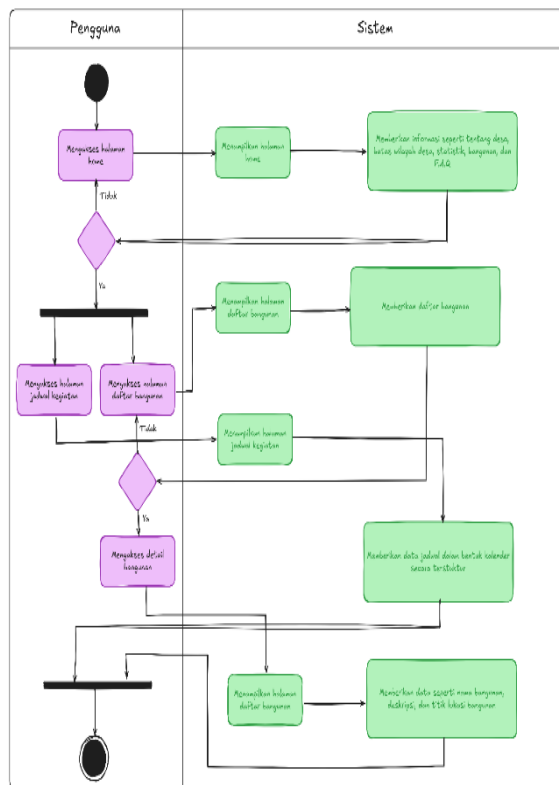 Pengguna
Sistem
Mengakses halaman
home
Menampilkan halaman
home
Memberikan informasi seperti tentang desa,
batas wilayah desa, statistik, bangunan, dan
F.A.Q
Tidak
Ya
Menampilkan halaman
daftar bangunan
Memberikan daftar bangunan
Mengakses halaman
jadwal kegiatan
Mengakses halaman
daftar bangunan
Tidak
Menampilkan halaman
jadwal kegiatan
Ya
Mengakses detail
bangunan
Memberikan data jadwal dalam bentuk kalender
secara terstuktur
Menampilkan halaman
daftar bangunan
Memberikan data seperti nama bangunan,
deskripsi, dan titik lokasi bangunan